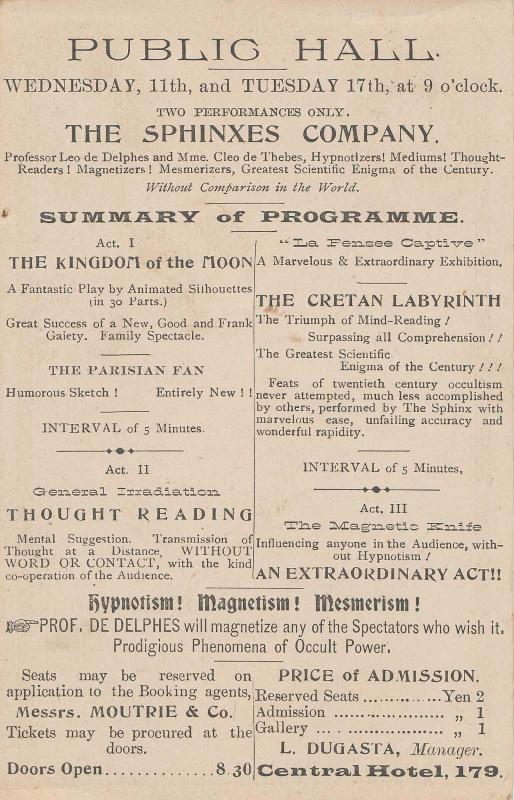 PUBLIC HALL.
WEDNESDAY, 11th, and TUESDAY 17th, at 9 o'clock.
TWO PERFORMANCES ONLY.
THE SPHINXES COMPANY.
Professor Leo de Delphes and Mme. Cleo de Thebes, Hypnotizers! Mediums! Thought-
Readers! Magnetizers! Mesmerizers, Greatest Scientific Enigma of the Century.
Without Comparison in the World.
SUMMARY of PROGRAMME.
Act. I
THE KINGDOM of the MOON
A Fantastic Play by Animated Silhouettes
(in 30 Parts.)
Great Success of a New, Good and Frank
Gaiety. Family Spectacle.
THE PARISIAN FAN
Humorous Sketch! Entirely New!!
INTERVAL of 5 Minutes.
Act. II
General Irradiation
THOUGHT READING
Mental Suggestion. Transmission of
Thought at a Distance, WITHOUT
WORD OR CONTACT, with the kind
co-operation of the Audience.
"La Pensee Captive"
A Marvelous & Extraordinary Exhibition.
THE CRETAN LABYRINTH
The Triumph of Mind-Reading!
Surpassing all Comprehension!!
The Greatest Scientific
Enigma of the Century!!!
Feats of twentieth century occultism
never attempted, much less accomplished
by others, performed by The Sphinx with
marvelous ease, unfailing accuracy and
wonderful rapidity.
INTERVAL of 5 Minutes,
Act. III
The Magnetic Knife
Influencing anyone in the Audience, with-
out Hypnotism!
AN EXTRAORDINARY ACT!!
Hypnotism! Magnetism! Mesmerism!
☞PROF. DE DELPHES will magnetize any of the Spectators who wish it.
Prodigious Phenomena of Occult Power.
Seats may be reserved on
application to the Booking agents,
Messrs. MOUTRIE & Co.
Tickets may be procured at the
doors.
Doors Open.............8.30
PRICE of ADMISSION.
Reserved Seats ............Yen 2
Admission ..................... „ 1
Gallery ... ..................... „ 1
L. DUGASTA, Manager.
Central Hotel, 179.